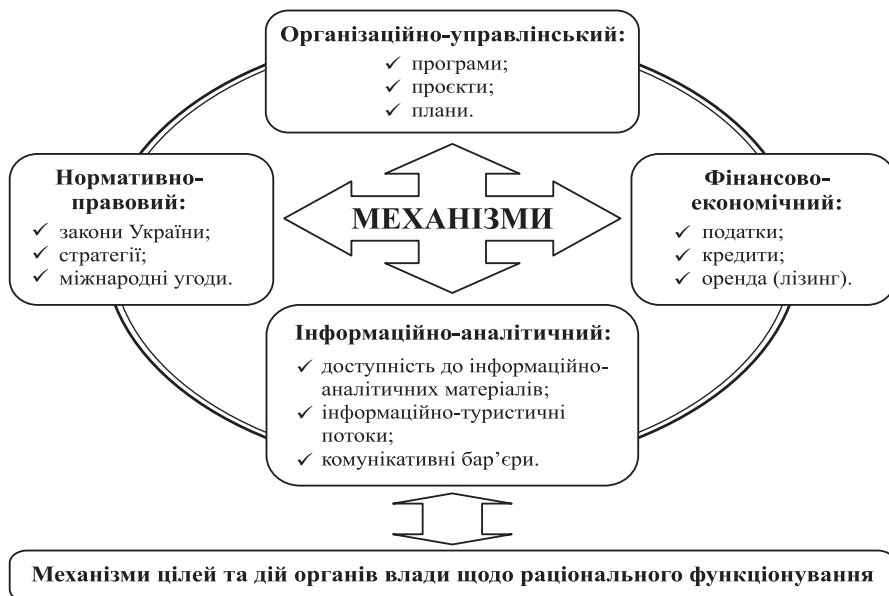 Організаційно-управлінський:
✓ програми;
✓ проєкти;
✓ плани.
Нормативно-
правовий:
✓ закони України;
✓ стратегії;
✓ міжнародні угоди.
МЕХАНІЗМИ
Фінансово-
економічний:
✓ податки;
✓ кредити;
✓ оренда (лізинг).
Інформаційно-аналітичний:
✓ доступність до інформаційно-
аналітичних матеріалів;
✓ інформаційно-туристичні
потоки;
✓ комунікативні бар’єри.
Механізми цілей та дій органів влади щодо раціонального функціонування